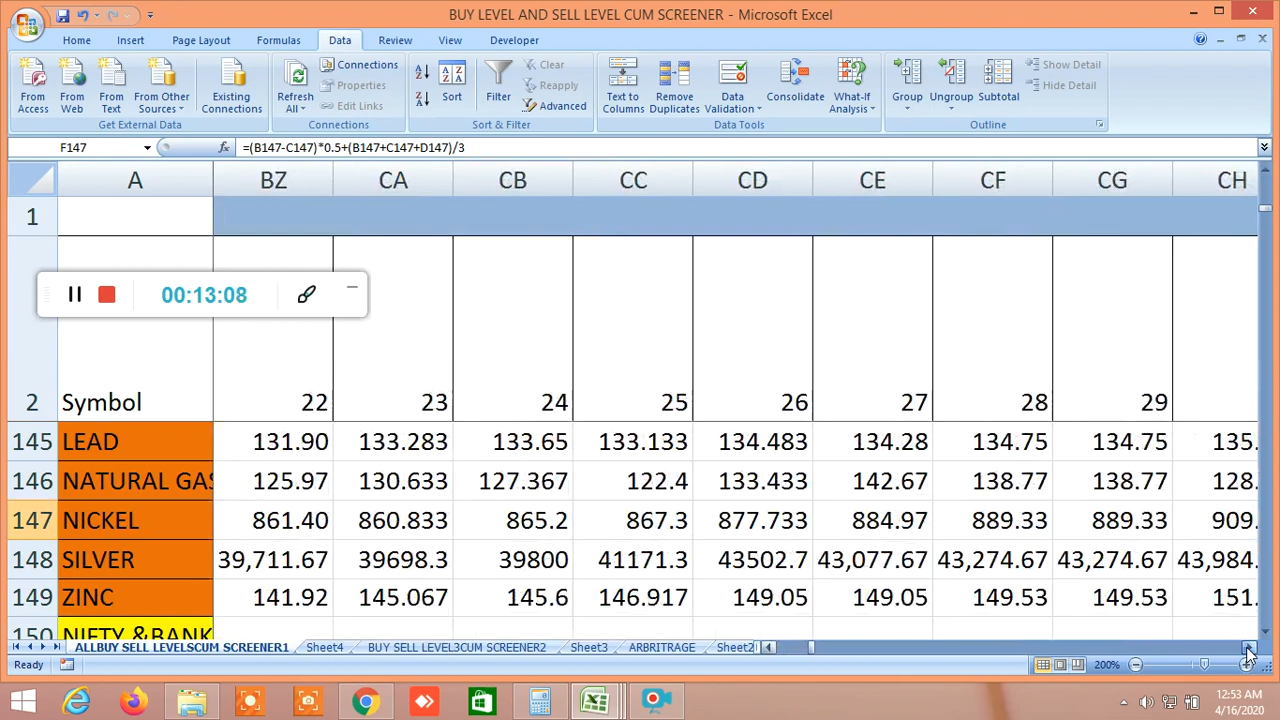 BUY LEVEL AND SELL LEVEL CUM SCREENER - Microsoft Excel
Home Insert Page Layout Formulas Data Review View Developer
From Access
From Web
From Text
From Other Sources
Existing Connections
Get External Data
Refresh All
Connections
Properties
Edit Links
Connections
Sort
Filter
Clear
Reapply
Advanced
Sort & Filter
Text to Columns
Remove Duplicates
Data Validation
Consolidate
What-If Analysis
Data Tools
Group
Ungroup
Subtotal
Show Detail
Hide Detail
Outline
F147 fx =(B147-C147)*0.5+(B147+C147+D147)/3
A BZ CA CB CC CD CE CF CG CH
1
00:13:08
2 Symbol 22 23 24 25 26 27 28 29
145 LEAD 131.90 133.283 133.65 133.133 134.483 134.28 134.75 134.75 135.
146 NATURAL GAS 125.97 130.633 127.367 122.4 133.433 142.67 138.77 138.77 128.
147 NICKEL 861.40 860.833 865.2 867.3 877.733 884.97 889.33 889.33 909.
148 SILVER 39,711.67 39698.3 39800 41171.3 43502.7 43,077.67 43,274.67 43,274.67 43,984.
149 ZINC 141.92 145.067 145.6 146.917 149.05 149.05 149.53 149.53 151.
150 NIFTY &BANK
ALLBUY SELL LEVELSCUM SCREENER1 Sheet4 BUY SELL LEVEL3CUM SCREENER2 Sheet3 ARBRITRAGE Sheet2
Ready 200%
12:53 AM
4/16/2020